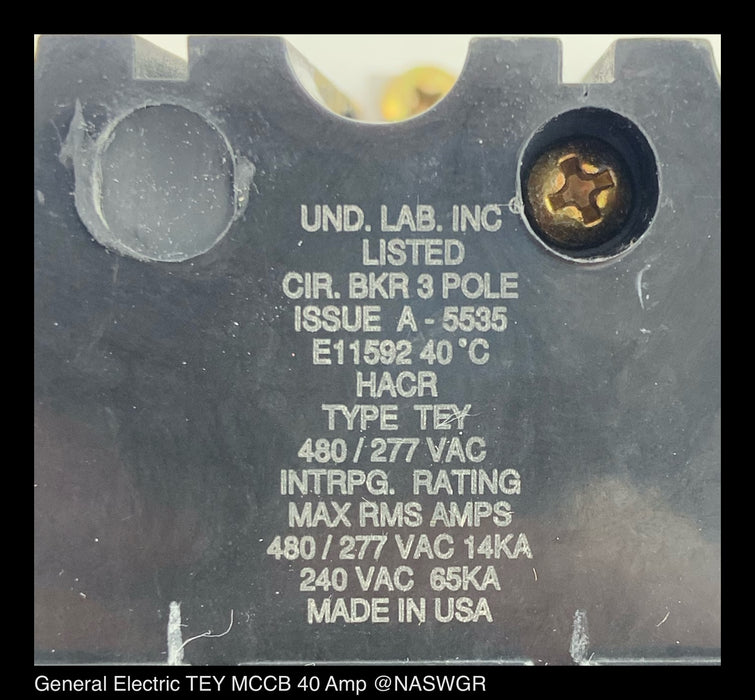 UND. LAB. INC
LISTED
CIR. BKR 3 POLE
ISSUE A - 5535
E11592 40°C
HACR
TYPE TEY
480 / 277 VAC
INTRPG. RATING
MAX RMS AMPS
480 / 277 VAC 14KA
240 VAC 65KA
MADE IN USA
General Electric TEY MCCB 40 Amp @NASWGR